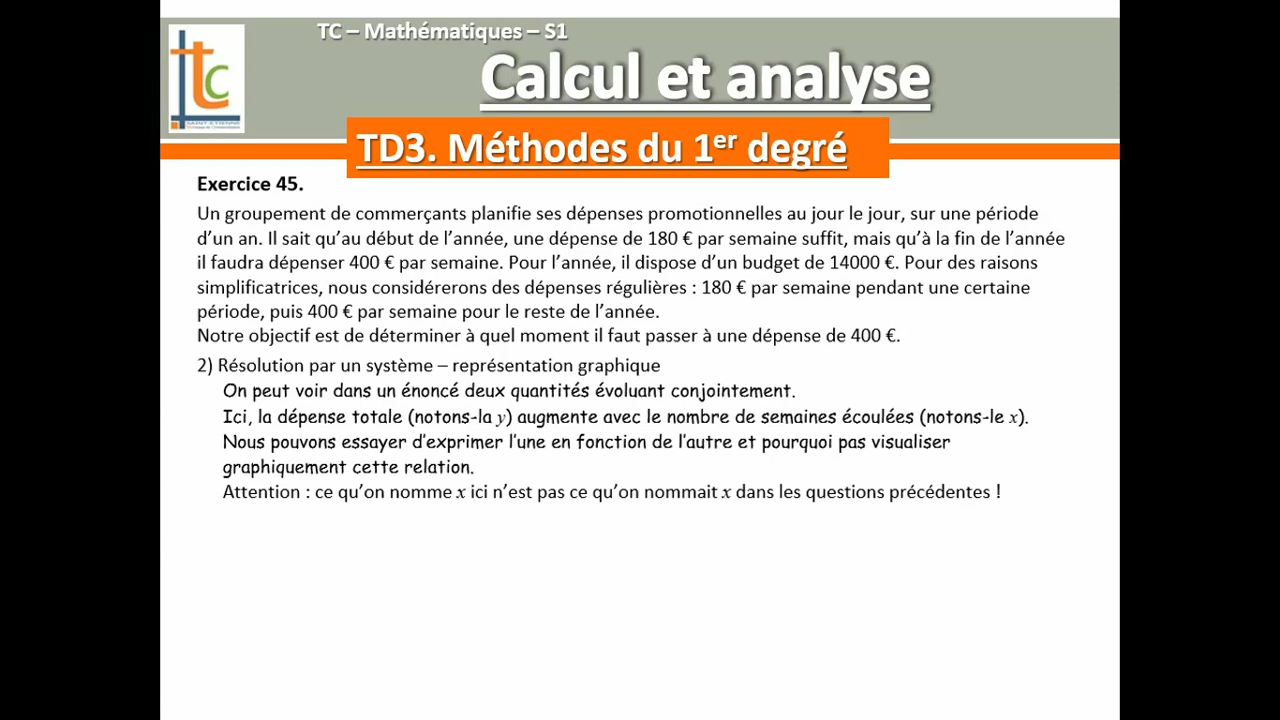 TC – Mathématiques – S1
Calcul et analyse
tc
TD3. Méthodes du 1er degré
Exercice 45.
Un groupement de commerçants planifie ses dépenses promotionnelles au jour le jour, sur une période
d’un an. Il sait qu’au début de l’année, une dépense de 180 € par semaine suffit, mais qu’à la fin de l’année
il faudra dépenser 400 € par semaine. Pour l’année, il dispose d’un budget de 14000 €. Pour des raisons
simplificatrices, nous considérerons des dépenses régulières : 180 € par semaine pendant une certaine
période, puis 400 € par semaine pour le reste de l’année.
Notre objectif est de déterminer à quel moment il faut passer à une dépense de 400 €.
2) Résolution par un système – représentation graphique
On peut voir dans un énoncé deux quantités évoluant conjointement.
Ici, la dépense totale (notons-la y) augmente avec le nombre de semaines écoulées (notons-le x).
Nous pouvons essayer d’exprimer l’une en fonction de l’autre et pourquoi pas visualiser
graphiquement cette relation.
Attention : ce qu’on nomme x ici n’est pas ce qu’on nommait x dans les questions précédentes !